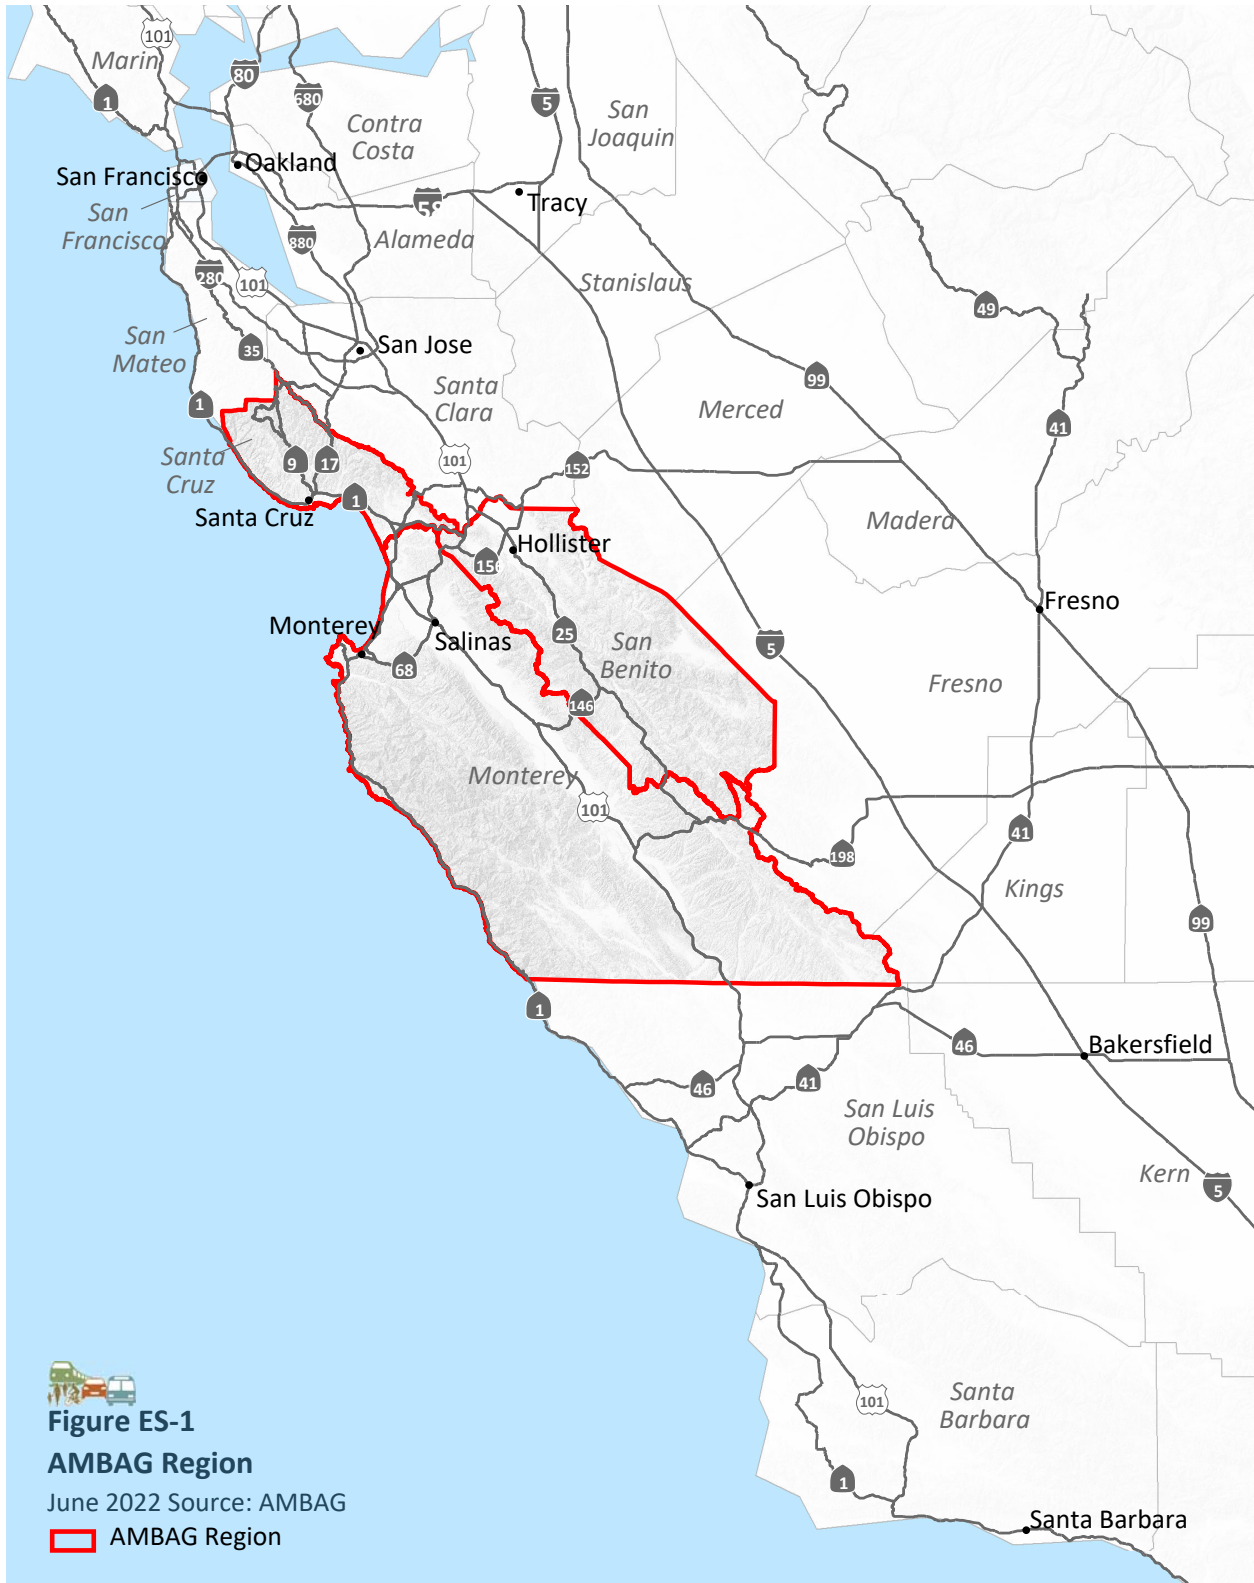 101
Marin
80
680
1
5
San
Joaquin
Contra
Costa
Oakland
San Francisco
Tracy
San
Francisco
58
880
Alameda
280
101
Stanislaus
49
San
Mateo
35
San Jose
99
Santa
Clara
1
Merced
41
Santa
Cruz
9
17
101
152
1
Santa Cruz
Madera
Hollister
156
Fresno
Monterey
Salinas
25
San
Benito
5
68
Fresno
146
Monterey
101
41
198
Kings
99
1
46
Bakersfield
46
41
San Luis
Obispo
Kern
5
San Luis Obispo
Santa
Barbara
101
1
Santa Barbara
Figure ES-1
AMBAG Region
June 2022 Source: AMBAG
AMBAG Region